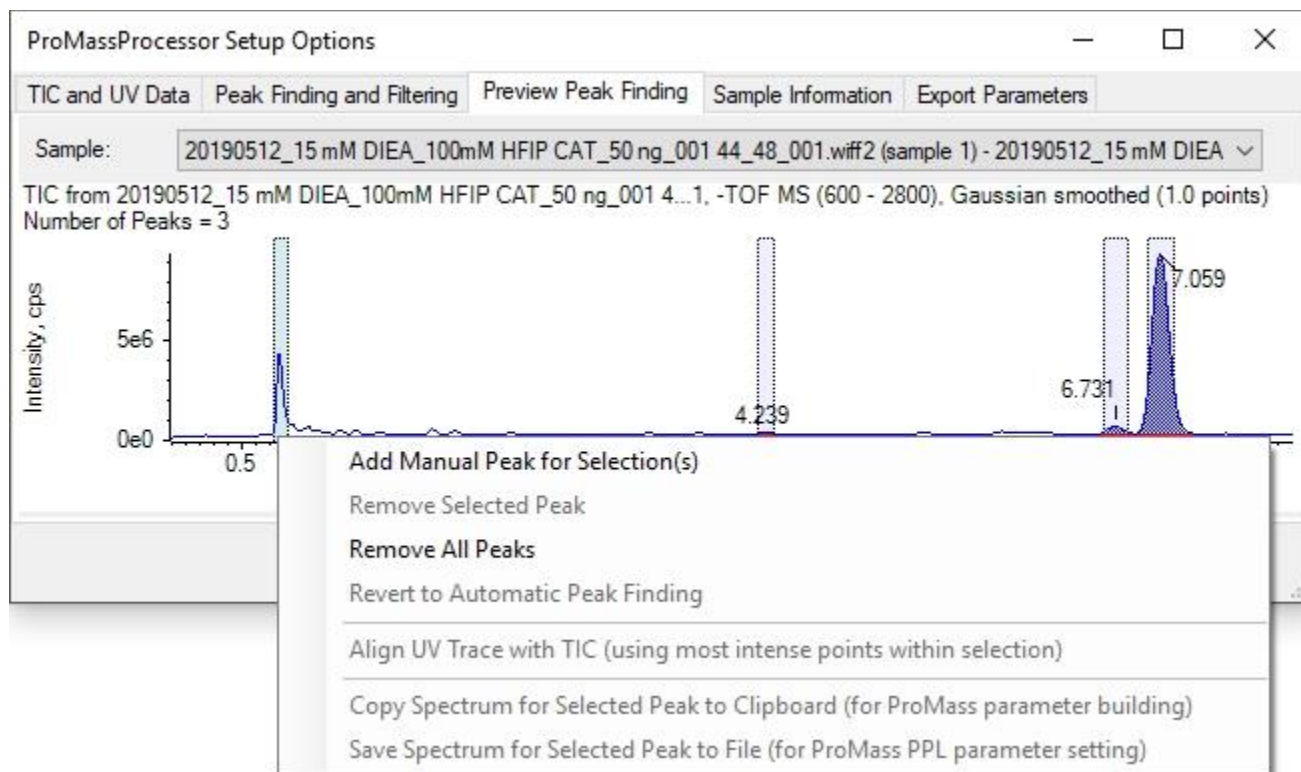 ProMassProcessor Setup Options
TIC and UV Data Peak Finding and Filtering Preview Peak Finding Sample Information Export Parameters
Sample: 20190512_15 mM DIEA_100mM HFIP CAT_50 ng_001 44_48_001.wiff2 (sample 1) - 20190512_15 mM DIEA
TIC from 20190512_15 mM DIEA_100mM HFIP CAT_50 ng_001 4...1, -TOF MS (600 - 2800), Gaussian smoothed (1.0 points)
Number of Peaks = 3
Intensity, cps
7.059
5e6
6.731
4.239
0e0
0.5
Add Manual Peak for Selection(s)
Remove Selected Peak
Remove All Peaks
Revert to Automatic Peak Finding
Align UV Trace with TIC (using most intense points within selection)
Copy Spectrum for Selected Peak to Clipboard (for ProMass parameter building)
Save Spectrum for Selected Peak to File (for ProMass PPL parameter setting)